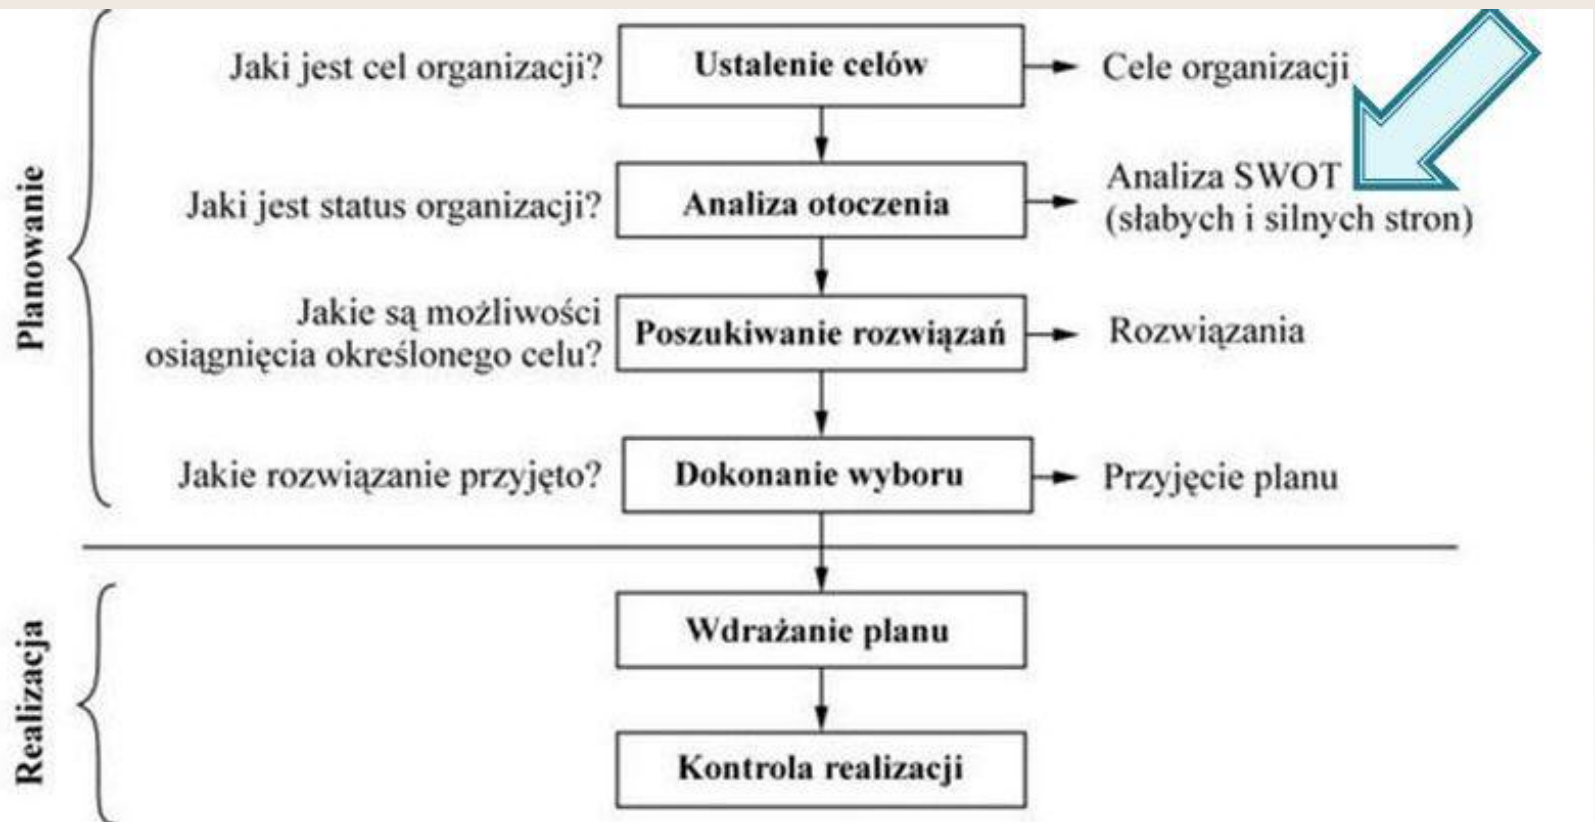 Planowanie
Jaki jest cel organizacji?
Ustalenie celów
Cele organizacji
Jaki jest status organizacji?
Analiza otoczenia
Analiza SWOT
(słabych i silnych stron)
Jakie są możliwości
osiągnięcia określonego celu?
Poszukiwanie rozwiązań
Rozwiązania
Jakie rozwiązanie przyjęto?
Dokonanie wyboru
Przyjęcie planu
Realizacja
Wdrażanie planu
Kontrola realizacji